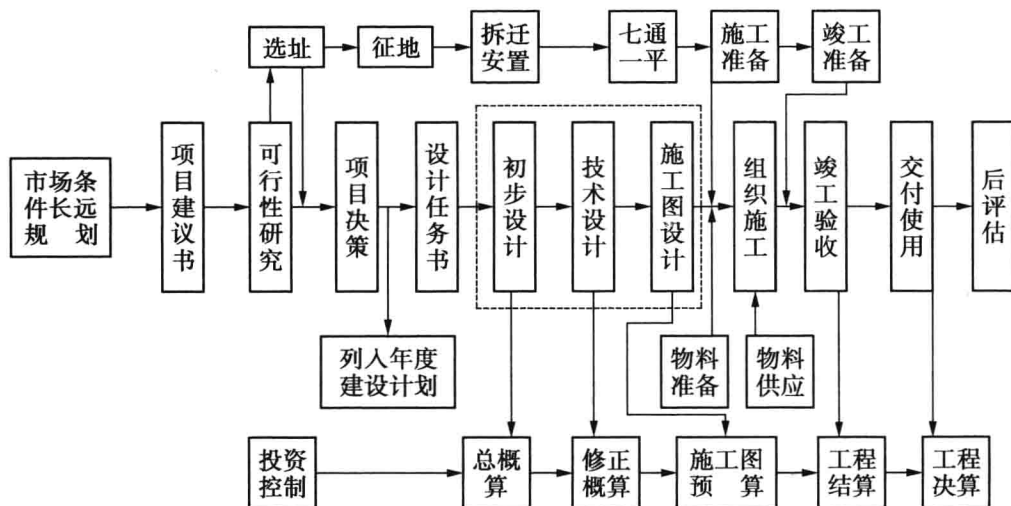 选址
征地
拆迁
安置
七通
一平
施工
准备
竣工
准备
市场条
件长远
规划
项目建议书
可行性研究
项目决策
设计任务书
初步设计
技术设计
施工图设计
组织施工
竣工验收
交付使用
后评估
列入年度
建设计划
物料
准备
物料
供应
投资
控制
总概
算
修正
概算
施工图
预算
工程
结算
工程
决算